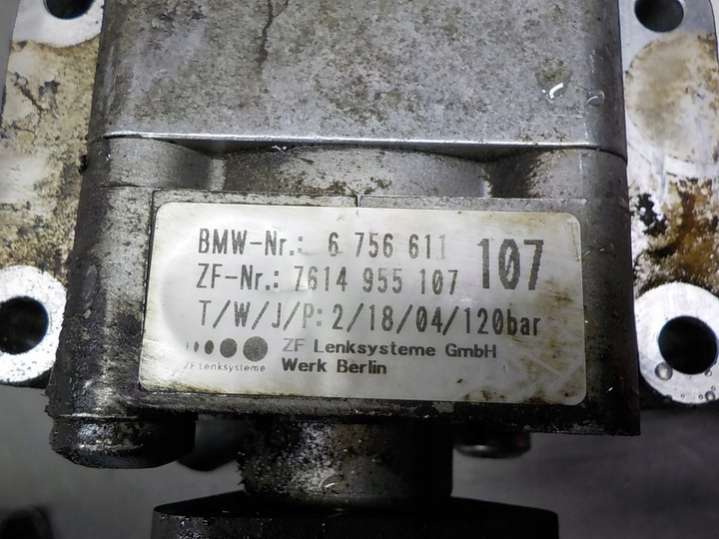 BMW-Nr.: 6 756 611 107
ZF-Nr.: 7614 955 107
T/W/J/P: 2/18/04/120bar
ZF Lenksysteme GmbH
ZF Lenksysteme Werk Berlin